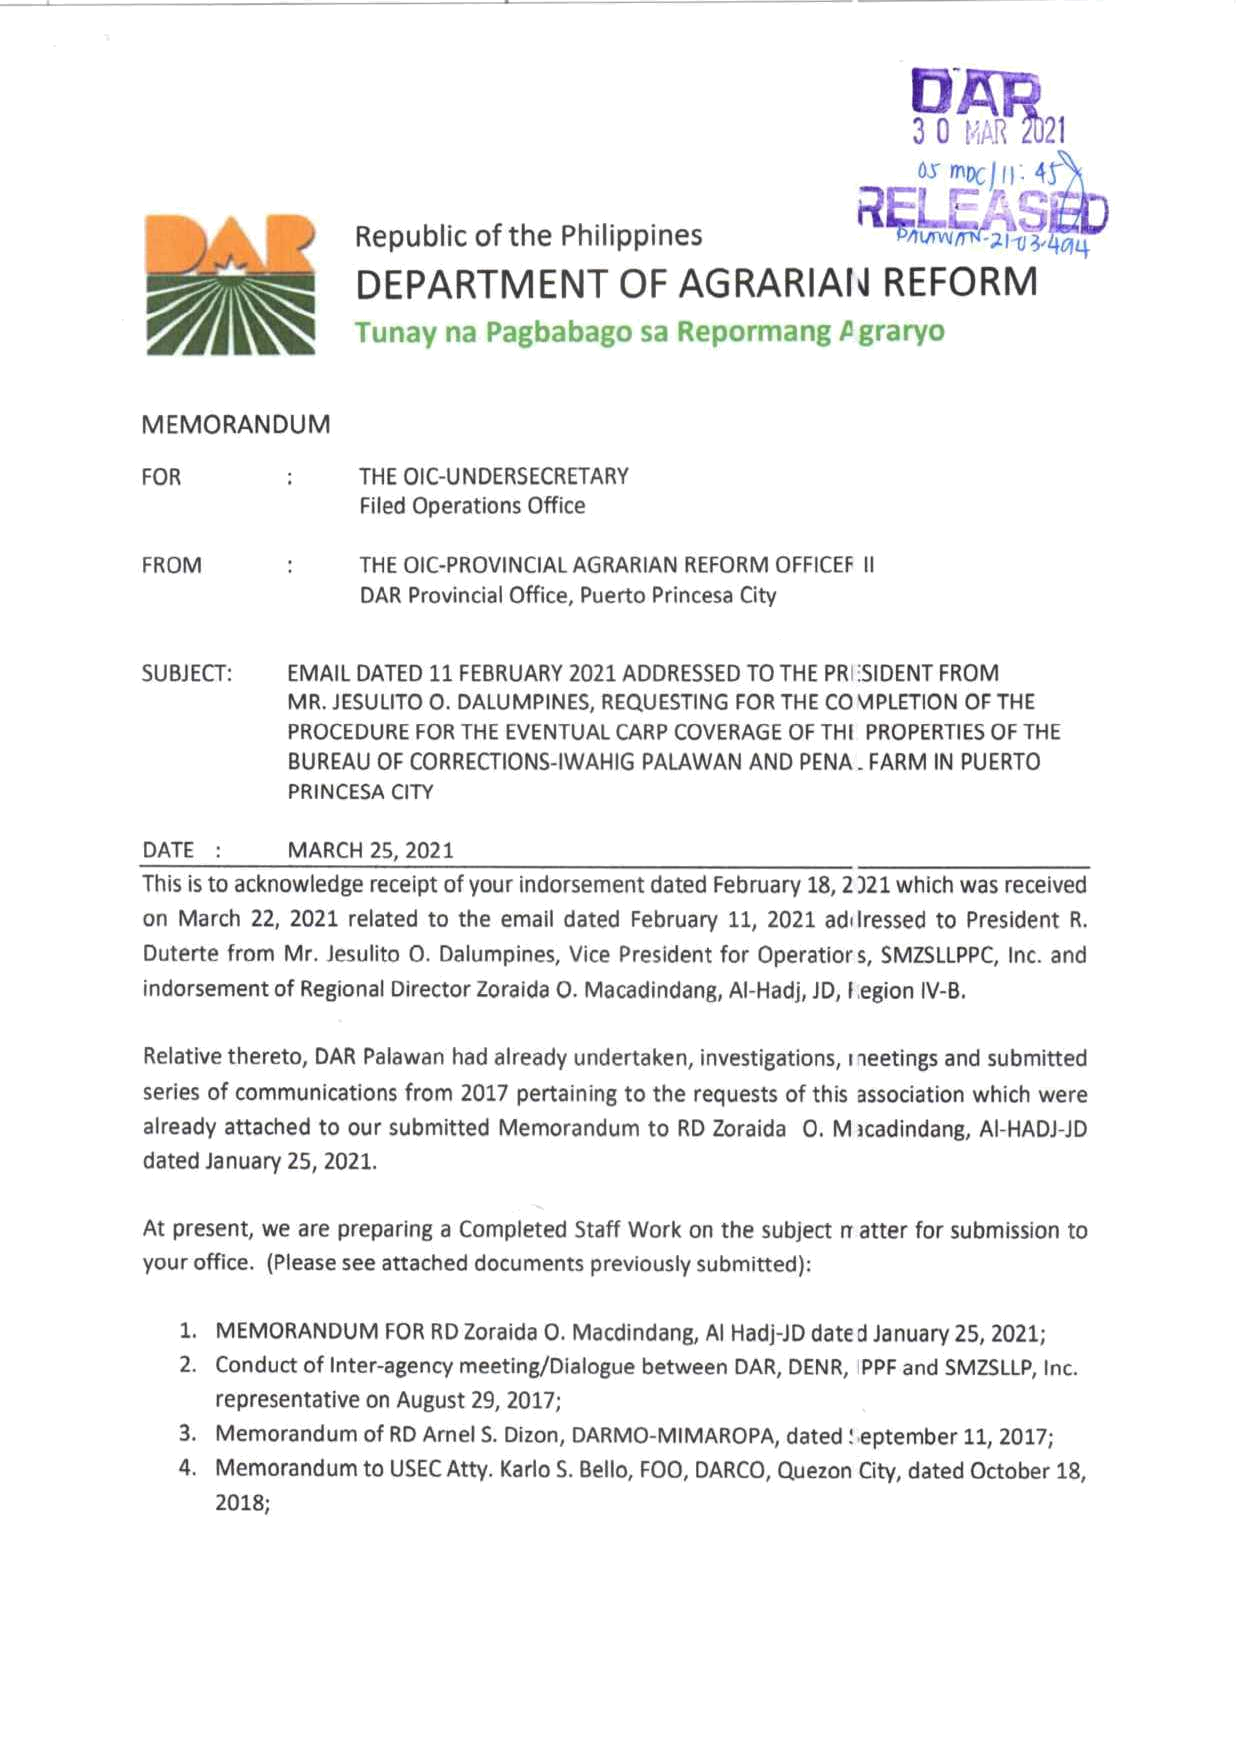 DAR
30 MAR 2021
05 MDC/11:45
RELEASED
PALAWAN-21-03-494
DAR
Republic of the Philippines
DEPARTMENT OF AGRARIAN REFORM
Tunay na Pagbabago sa Repormang Agraryo
MEMORANDUM
FOR : THE OIC-UNDERSECRETARY
Filed Operations Office
FROM : THE OIC-PROVINCIAL AGRARIAN REFORM OFFICER II
DAR Provincial Office, Puerto Princesa City
SUBJECT: EMAIL DATED 11 FEBRUARY 2021 ADDRESSED TO THE PRESIDENT FROM
MR. JESULITO O. DALUMPINES, REQUESTING FOR THE COMPLETION OF THE
PROCEDURE FOR THE EVENTUAL CARP COVERAGE OF THE PROPERTIES OF THE
BUREAU OF CORRECTIONS-IWAHIG PALAWAN AND PENAL FARM IN PUERTO
PRINCESA CITY
DATE : MARCH 25, 2021
This is to acknowledge receipt of your indorsement dated February 18, 2021 which was received
on March 22, 2021 related to the email dated February 11, 2021 addressed to President R.
Duterte from Mr. Jesulito O. Dalumpines, Vice President for Operations, SMZSLLPPC, Inc. and
indorsement of Regional Director Zoraida O. Macadindang, Al-Hadj, JD, Region IV-B.
Relative thereto, DAR Palawan had already undertaken, investigations, meetings and submitted
series of communications from 2017 pertaining to the requests of this association which were
already attached to our submitted Memorandum to RD Zoraida O. Macadindang, Al-HADJ-JD
dated January 25, 2021.
At present, we are preparing a Completed Staff Work on the subject matter for submission to
your office. (Please see attached documents previously submitted):
1. MEMORANDUM FOR RD Zoraida O. Macdindang, Al Hadj-JD dated January 25, 2021;
2. Conduct of Inter-agency meeting/Dialogue between DAR, DENR, IPPF and SMZSLLP, Inc.
representative on August 29, 2017;
3. Memorandum of RD Arnel S. Dizon, DARMO-MIMAROPA, dated September 11, 2017;
4. Memorandum to USEC Atty. Karlo S. Bello, FOO, DARCO, Quezon City, dated October 18,
2018;